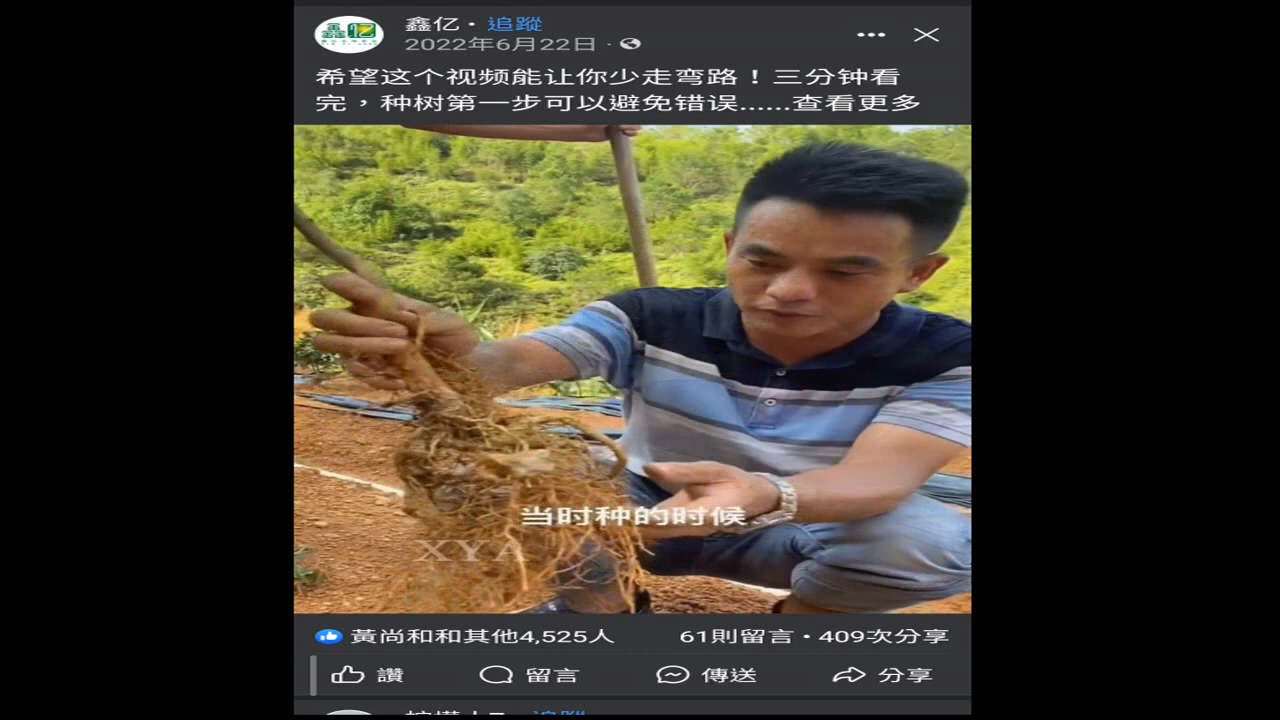 鑫亿・追蹤
2022年6月22日 ·
希望这个视频能让你少走弯路！三分钟看
完，种树第一步可以避免错误......查看更多
当时种的时候
XYA
黃尚和和其他4,525人
61則留言・409次分享
讚
留言
傳送
分享